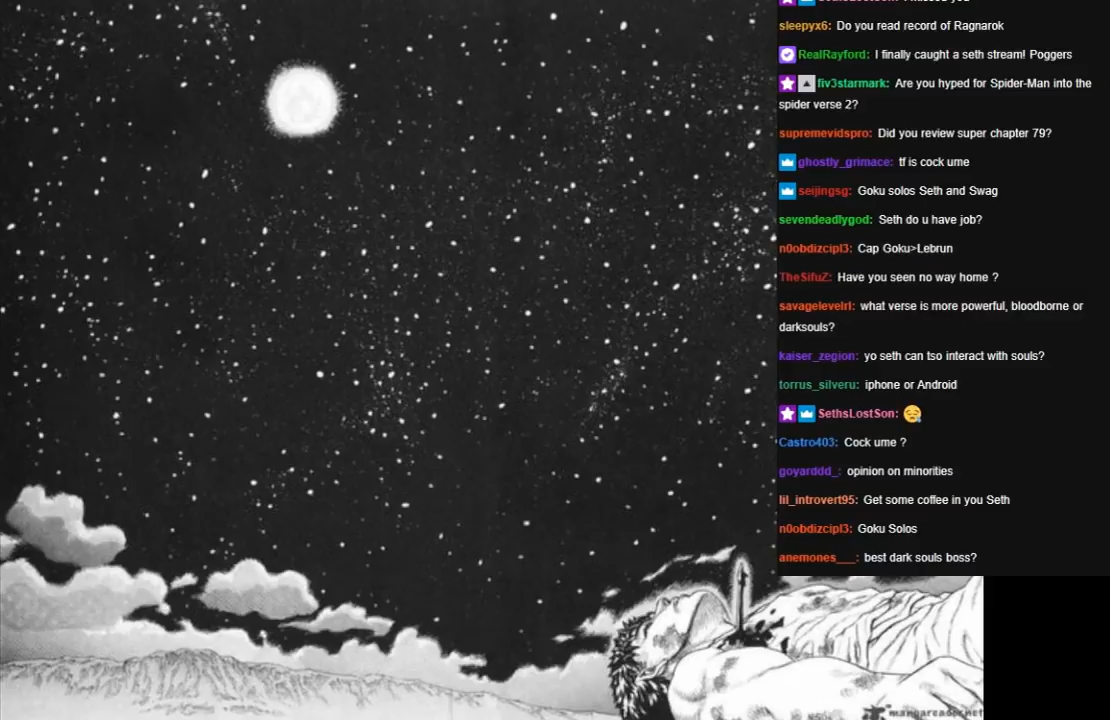 sleepyx6: Do you read record of Ragnarok
RealRayford: I finally caught a seth stream! Poggers
fiv3starmark: Are you hyped for Spider-Man into the
spider verse 2?
supremevidspro: Did you review super chapter 79?
ghostly_grimace: tf is cock ume
seijingsg: Goku solos Seth and Swag
sevendeadlygod: Seth do u have job?
n0obdizcipl3: Cap Goku>Lebrun
TheSifuZ: Have you seen no way home ?
savagelevelrl: what verse is more powerful, bloodborne or
darksouls?
kaiser_zegion: yo seth can tso interact with souls?
torrus_silveru: iphone or Android
SethsLostSon: 😪
Castro403: Cock ume ?
goyarddd_: opinion on minorities
lil_introvert95: Get some coffee in you Seth
n0obdizcipl3: Goku Solos
anemones___: best dark souls boss?
mangareader.net